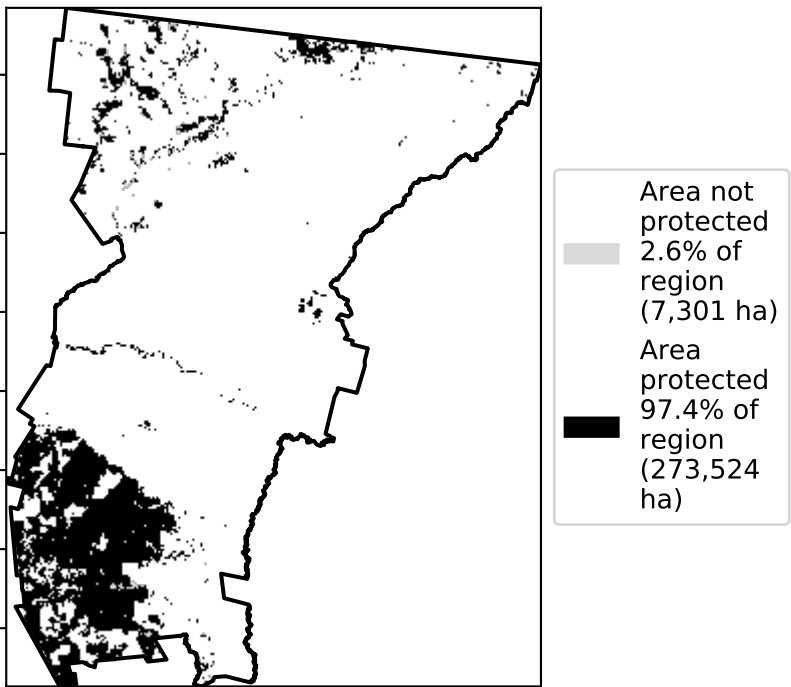 Area not
protected
2.6% of
region
(7,301 ha)
Area
protected
97.4% of
region
(273,524
ha)